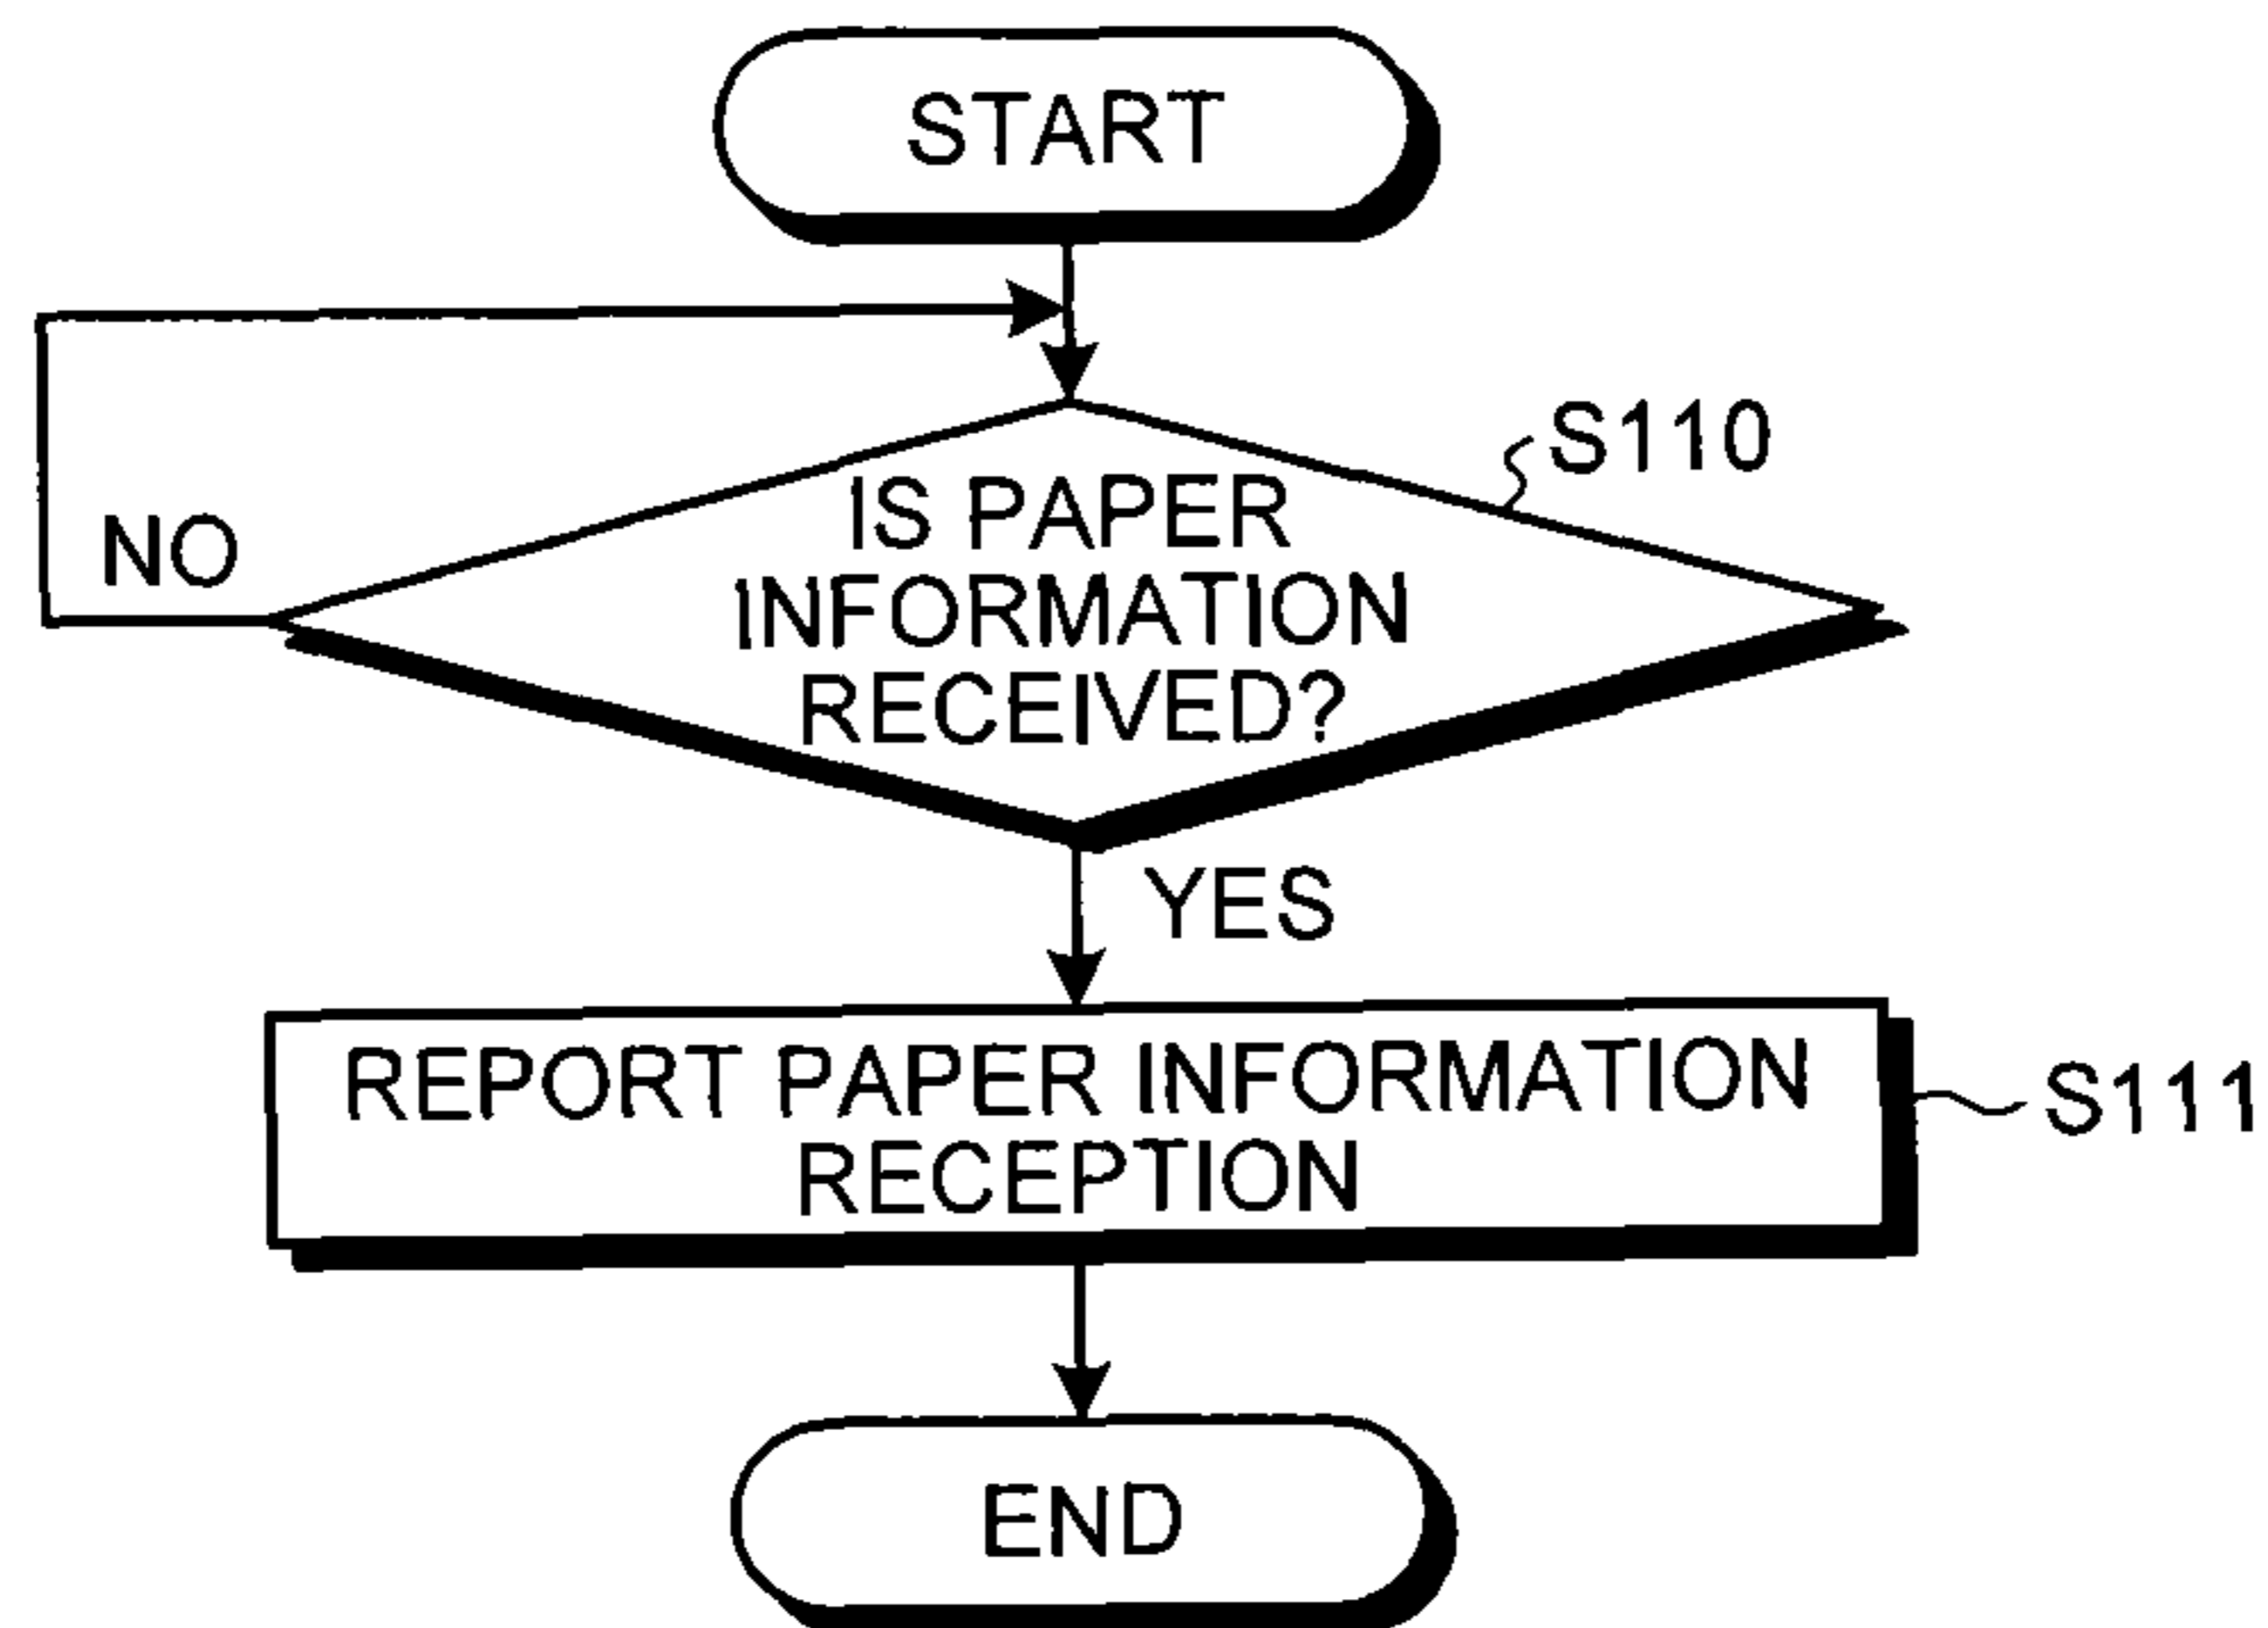 START
S110
IS PAPER
INFORMATION
RECEIVED?
NO
YES
REPORT PAPER INFORMATION
RECEPTION
S111
END